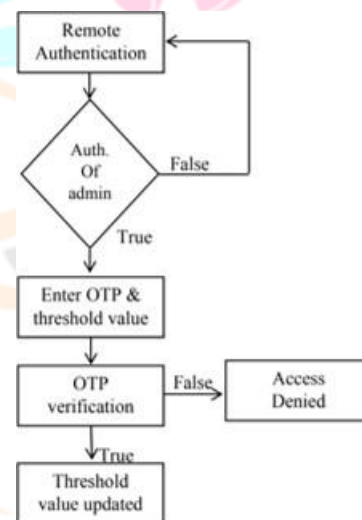 Remote
Authentication
Auth.
Of
admin
False
True
Enter OTP &
threshold value
OTP
verification
False
Access
Denied
True
Threshold
value updated